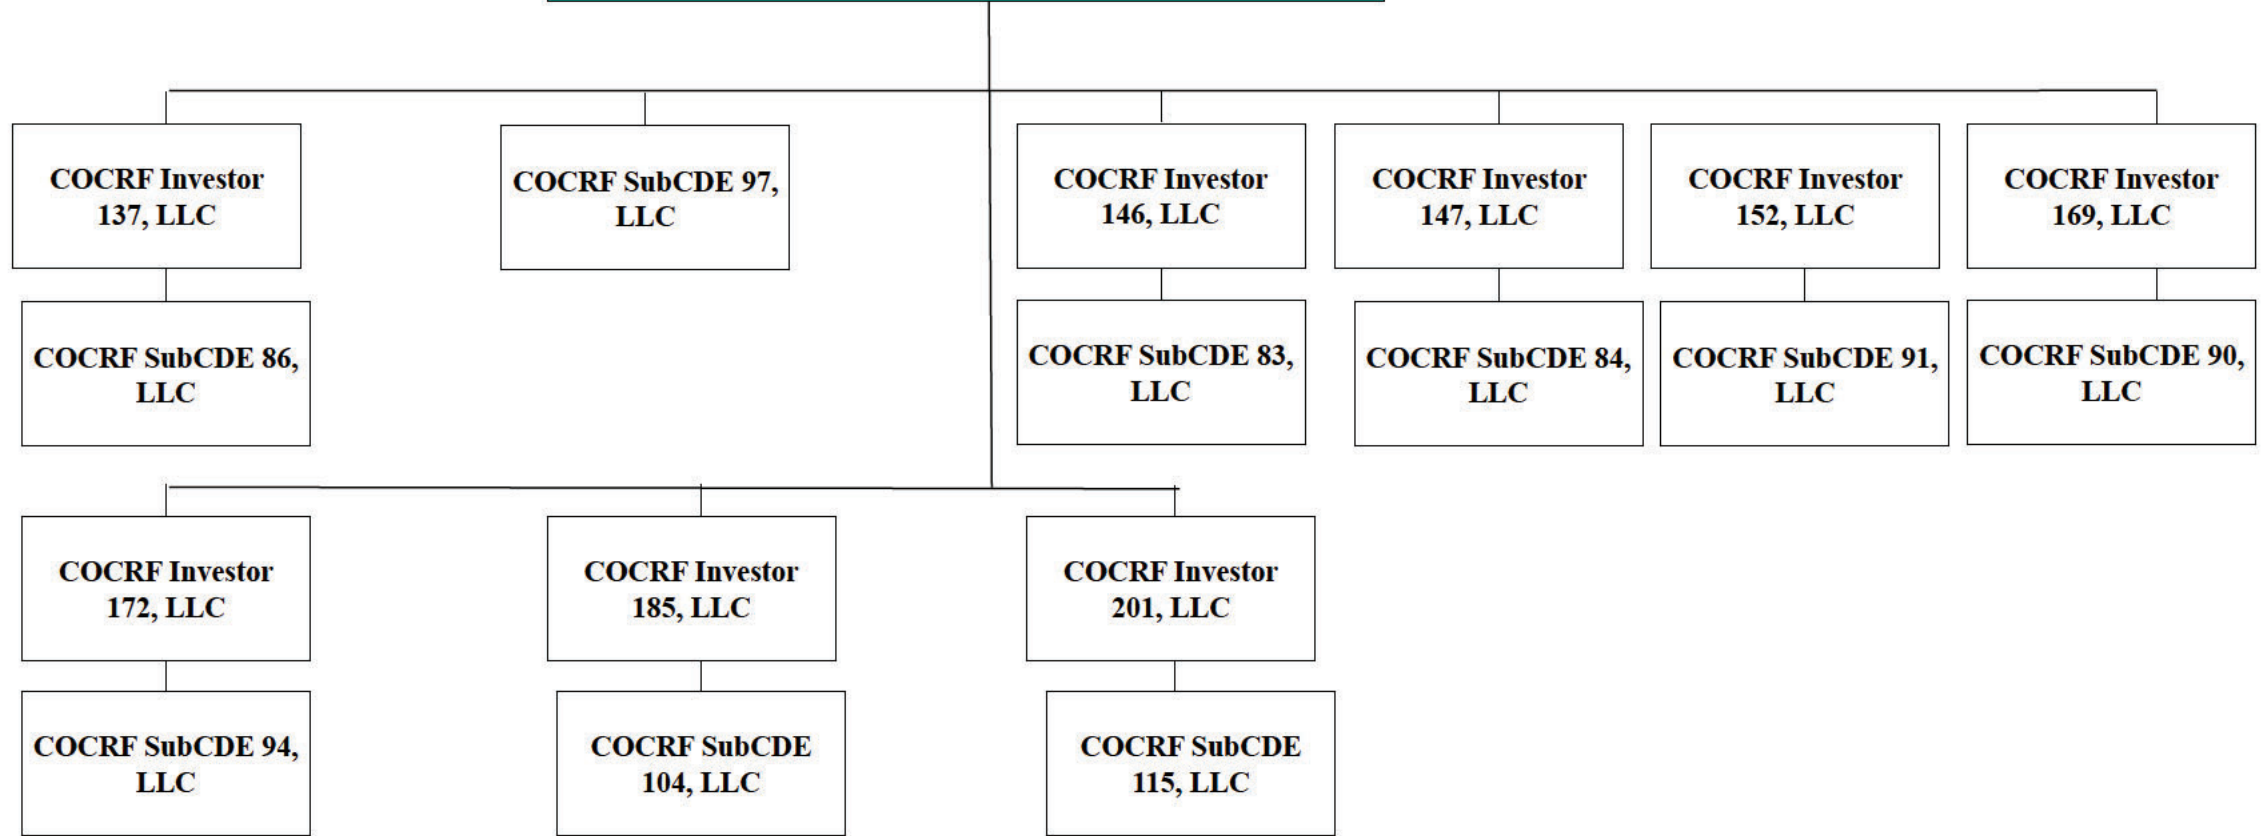 COCRF Investor
137, LLC
COCRF SubCDE 97,
LLC
COCRF Investor
146, LLC
COCRF Investor
147, LLC
COCRF Investor
152, LLC
COCRF Investor
169, LLC
COCRF SubCDE 86,
LLC
COCRF SubCDE 83,
LLC
COCRF SubCDE 84,
LLC
COCRF SubCDE 91,
LLC
COCRF SubCDE 90,
LLC
COCRF Investor
172, LLC
COCRF Investor
185, LLC
COCRF Investor
201, LLC
COCRF SubCDE 94,
LLC
COCRF SubCDE
104, LLC
COCRF SubCDE
115, LLC